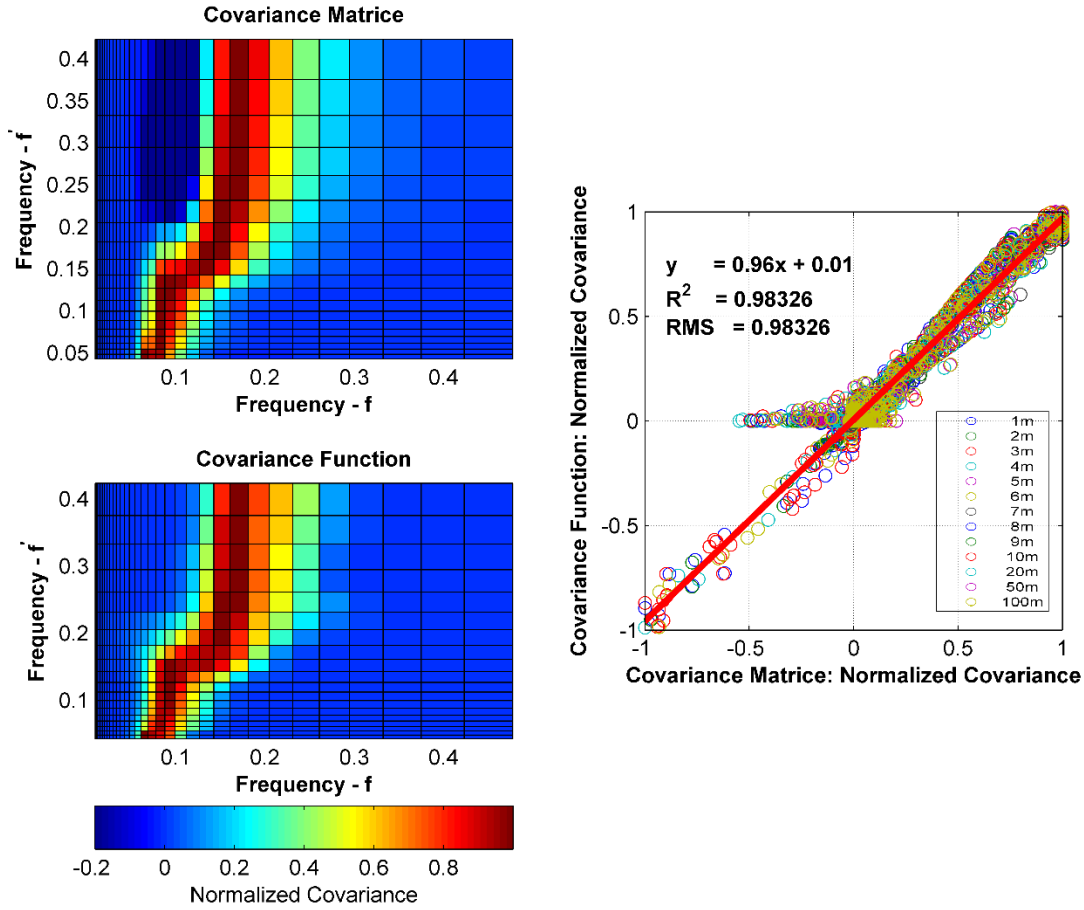 Covariance Matrice
0.4
0.35
0.3
0.25
0.2
0.15
0.1
0.05
Frequency - f'
0.1 0.2 0.3 0.4
Frequency - f
Covariance Function
0.4
0.3
0.2
0.1
Frequency - f'
0.1 0.2 0.3 0.4
Frequency - f
-0.2 0 0.2 0.4 0.6 0.8
Normalized Covariance
Covariance Function: Normalized Covariance
1
0.5
0
-0.5
-1
y = 0.96x + 0.01
R² = 0.98326
RMS = 0.98326
1m
2m
3m
4m
5m
6m
7m
8m
9m
10m
20m
50m
100m
-1 -0.5 0 0.5 1
Covariance Matrice: Normalized Covariance